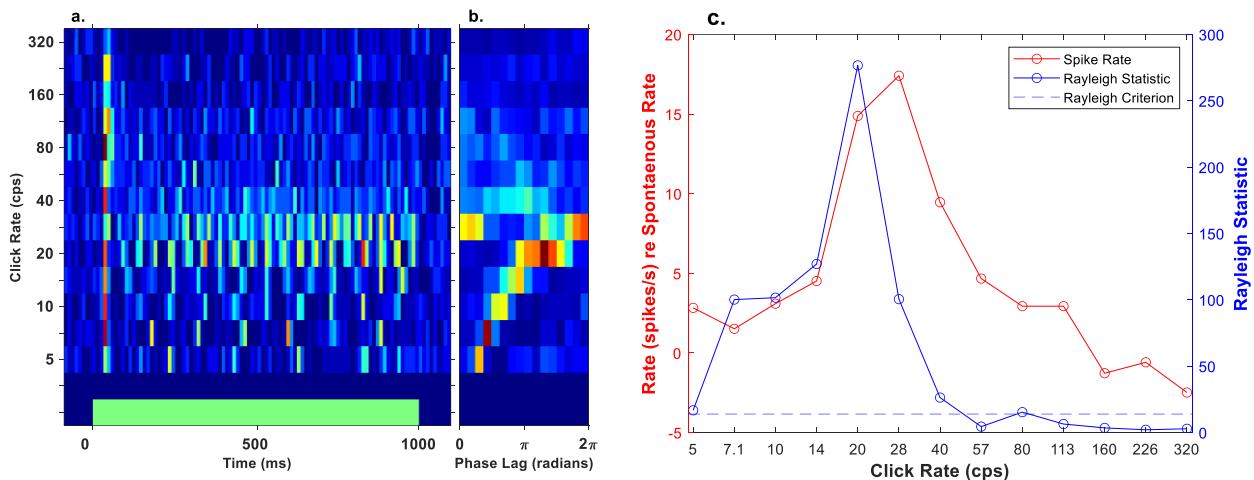 a.
b.
c.
320
160
80
40
20
10
5
Click Rate (cps)
0
500
1000
Time (ms)
0
π
2π
Phase Lag (radians)
20
15
10
5
0
-5
Rate (spikes/s) re Spontaenous Rate
Spike Rate
Rayleigh Statistic
Rayleigh Criterion
300
250
200
150
100
50
0
Rayleigh Statistic
5
7.1
10
14
20
28
40
57
80
113
160
226
320
Click Rate (cps)